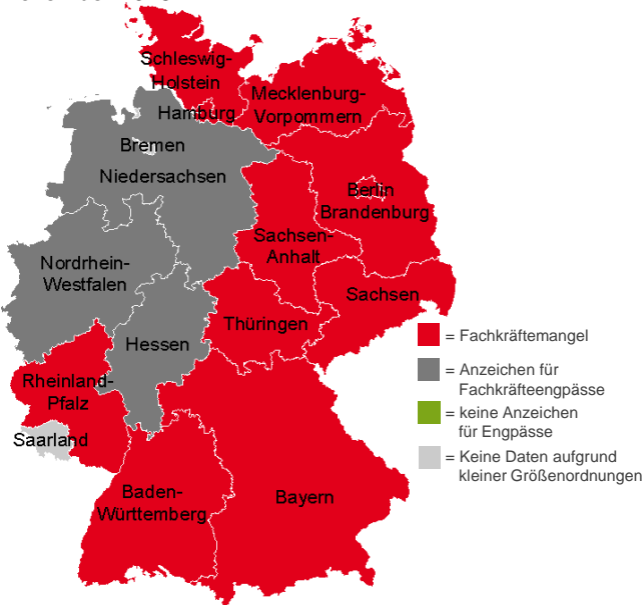 Schleswig-
Holstein
Mecklenburg-
Vorpommern
Hamburg
Bremen
Niedersachsen
Berlin
Brandenburg
Sachsen-
Anhalt
Nordrhein-
Westfalen
Sachsen
Thüringen
Hessen
Rheinland-
Pfalz
Saarland
Baden-
Württemberg
Bayern
= Fachkräftemangel
= Anzeichen für
Fachkräfteengpässe
= keine Anzeichen
für Engpässe
= Keine Daten aufgrund
kleiner Größenordnungen